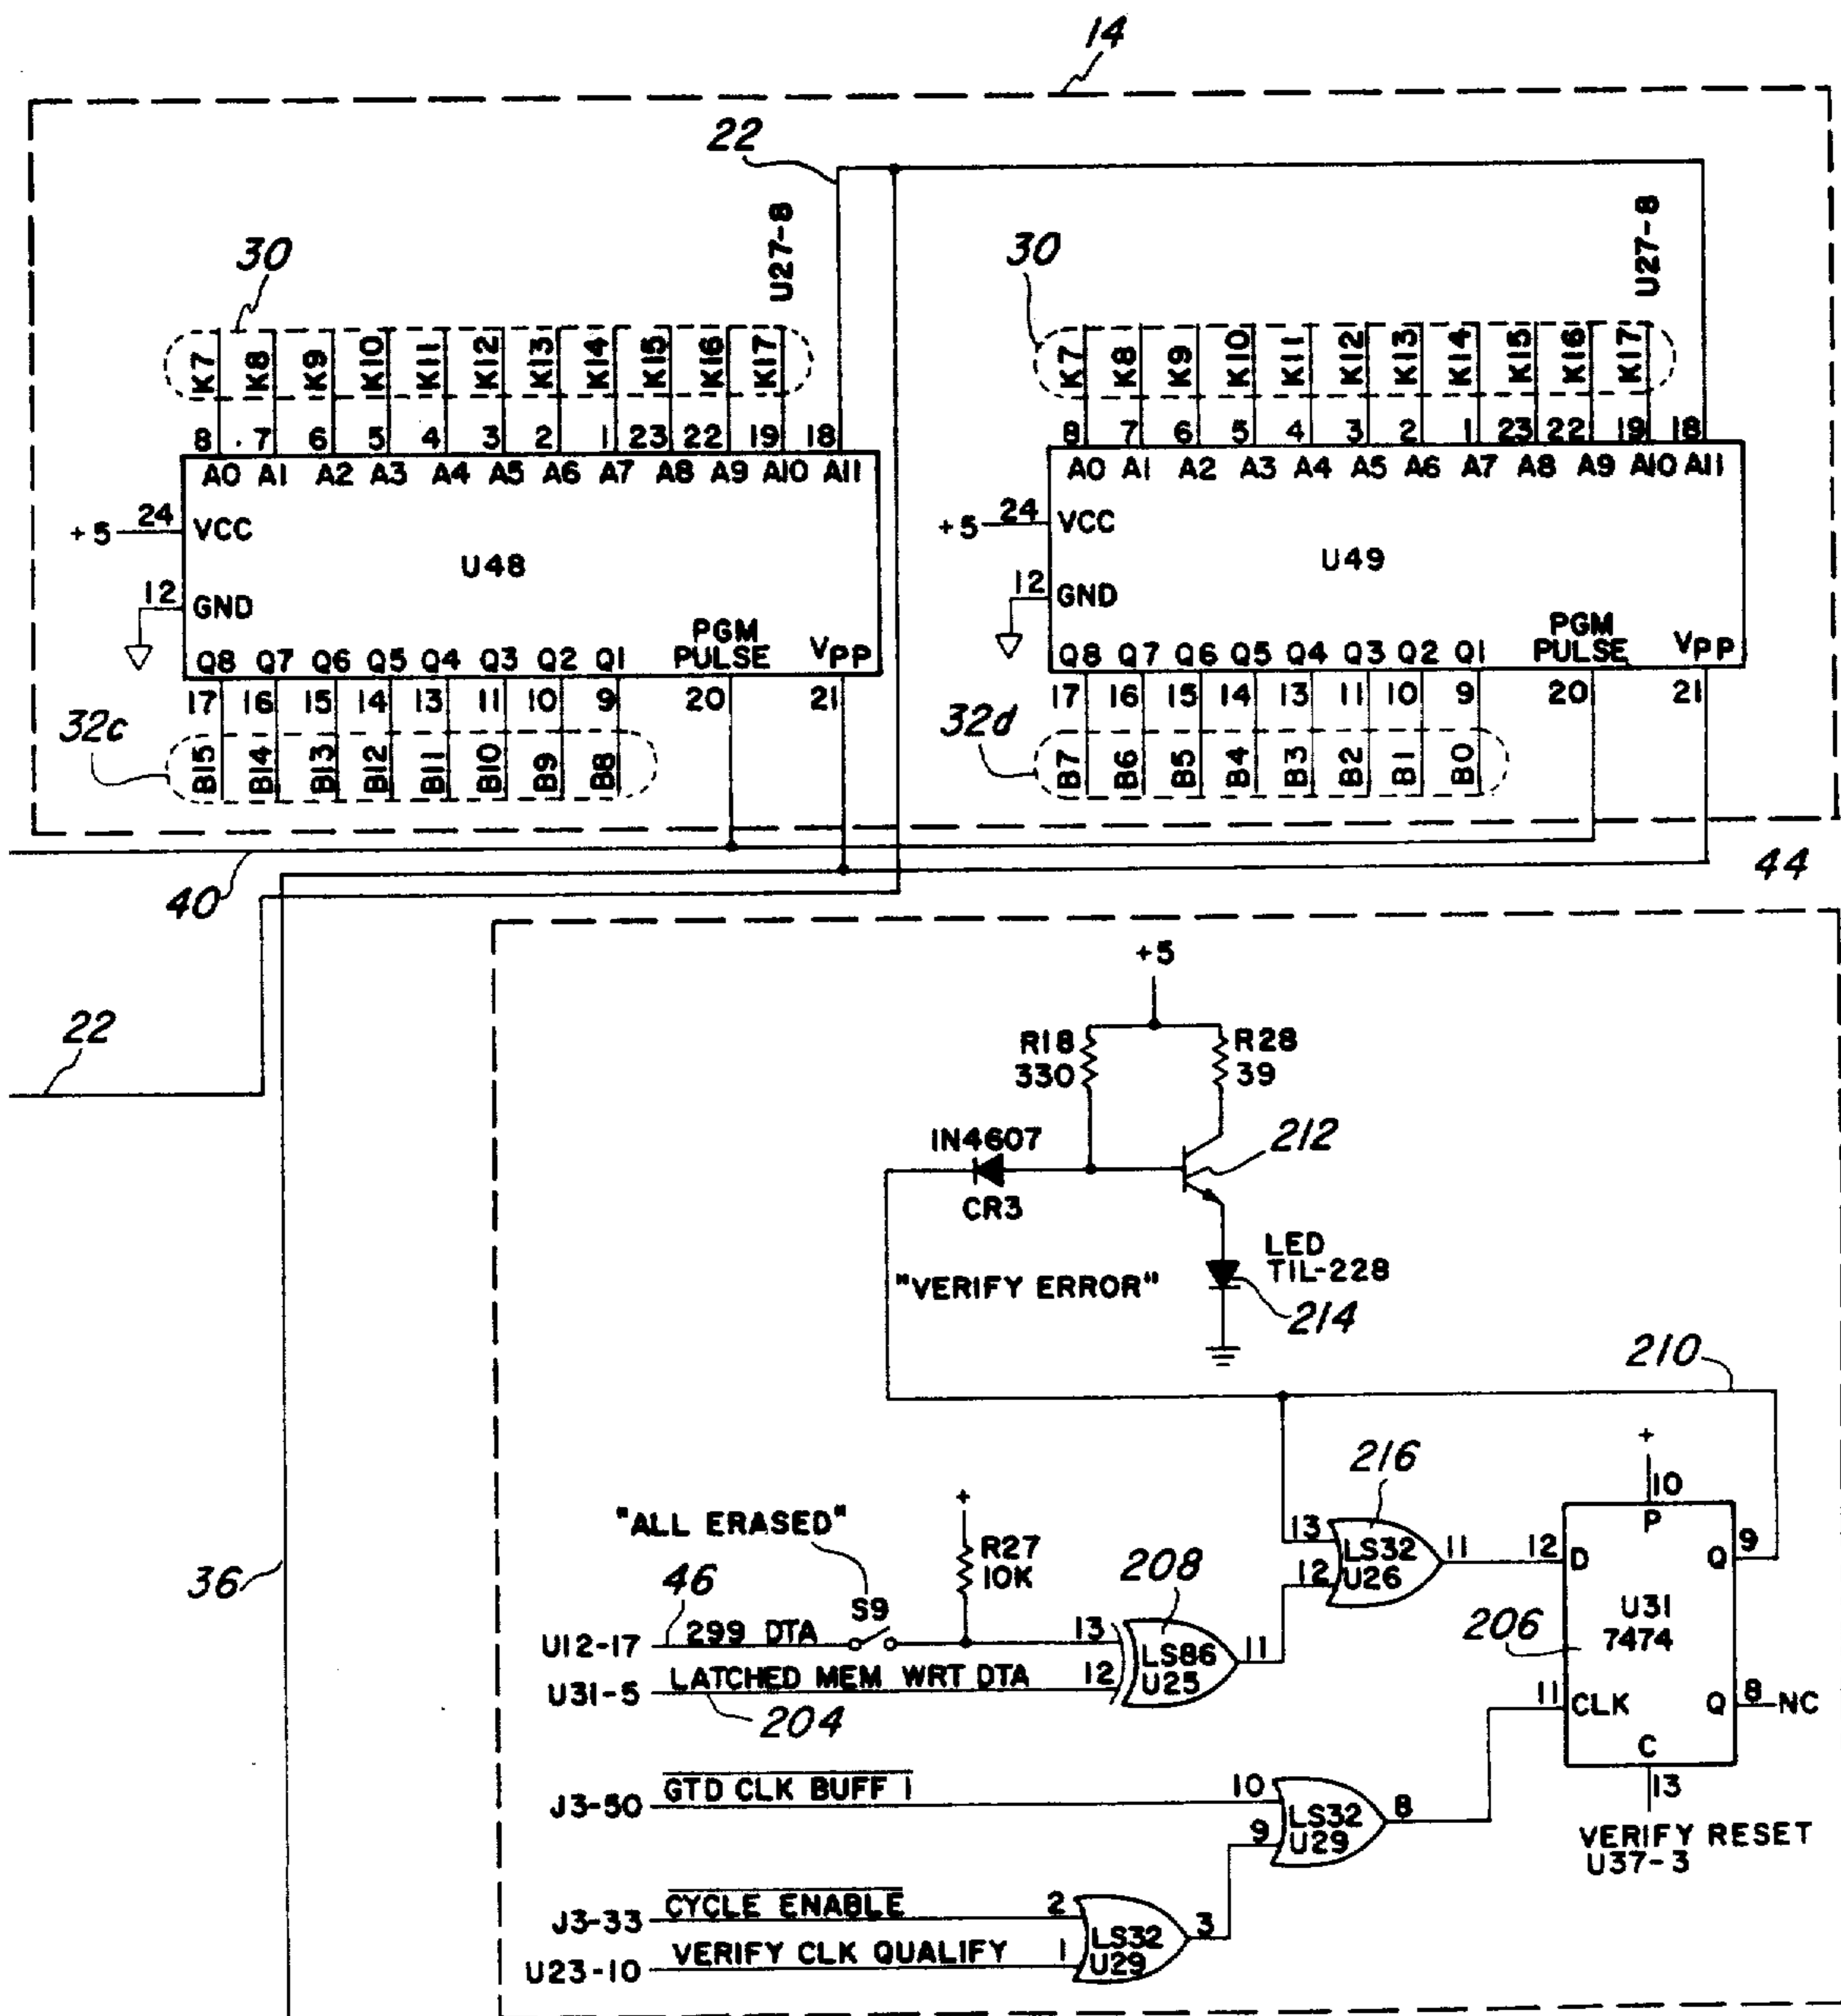 14
22
30
30
U27-8
U27-8
K7 K8 K9 K10 K11 K12 K13 K14 K15 K16 K17
K7 K8 K9 K10 K11 K12 K13 K14 K15 K16 K17
8 7 6 5 4 3 2 1 23 22 19 18
8 7 6 5 4 3 2 1 23 22 19 18
A0 A1 A2 A3 A4 A5 A6 A7 A8 A9 A10 A11
A0 A1 A2 A3 A4 A5 A6 A7 A8 A9 A10 A11
+5 24 VCC
+5 24 VCC
U48
U49
12 GND
12 GND
PGM
PULSE
VPP
PGM
PULSE
VPP
Q8 Q7 Q6 Q5 Q4 Q3 Q2 Q1
Q8 Q7 Q6 Q5 Q4 Q3 Q2 Q1
17 16 15 14 13 11 10 9 20 21
17 16 15 14 13 11 10 9 20 21
32c
32d
B15 B14 B13 B12 B11 B10 B9 B8
B7 B6 B5 B4 B3 B2 B1 B0
40
44
22
36
+5
R18
330
R28
39
1N4607
CR3
212
LED
TIL-228
214
"VERIFY ERROR"
210
216
+
10
P
"ALL ERASED"
+
R27
10K
208
13
12
LS32
U26
11
12 D
Q 9
U31
7474
206
46
S9
U12-17 299 DTA
13
LS86
U25
11
U31-5 LATCHED MEM WRT DTA 12
204
11 CLK
Q 8 NC
C
13
VERIFY RESET
U37-3
J3-50 GTD CLK BUFF 1 10
9
LS32
U29
8
J3-33 CYCLE ENABLE 2
U23-10 VERIFY CLK QUALIFY 1
LS32
U29
3